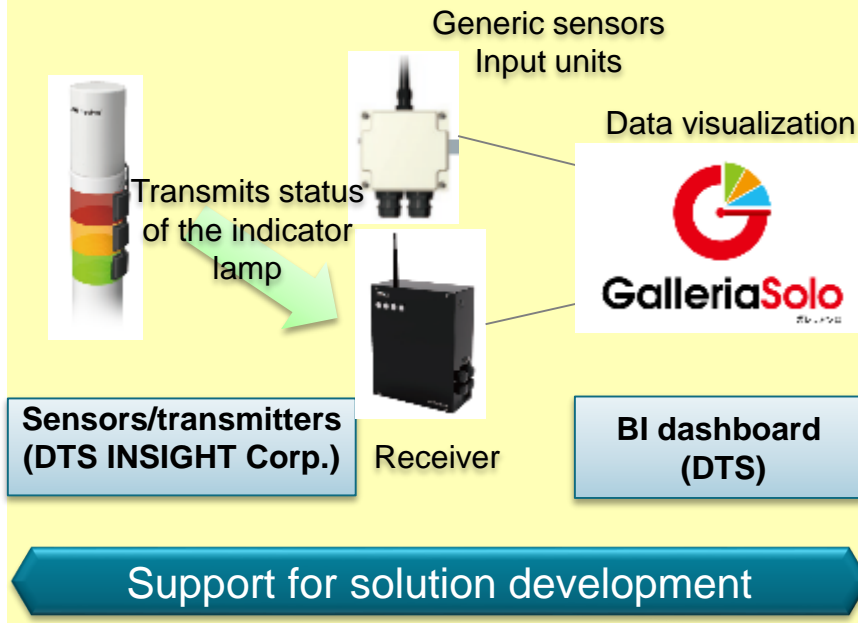 Generic sensors
Input units
Data visualization
Transmits status
of the indicator
lamp
GalleriaSolo
Sensors/transmitters
(DTS INSIGHT Corp.)
Receiver
BI dashboard
(DTS)
Support for solution development